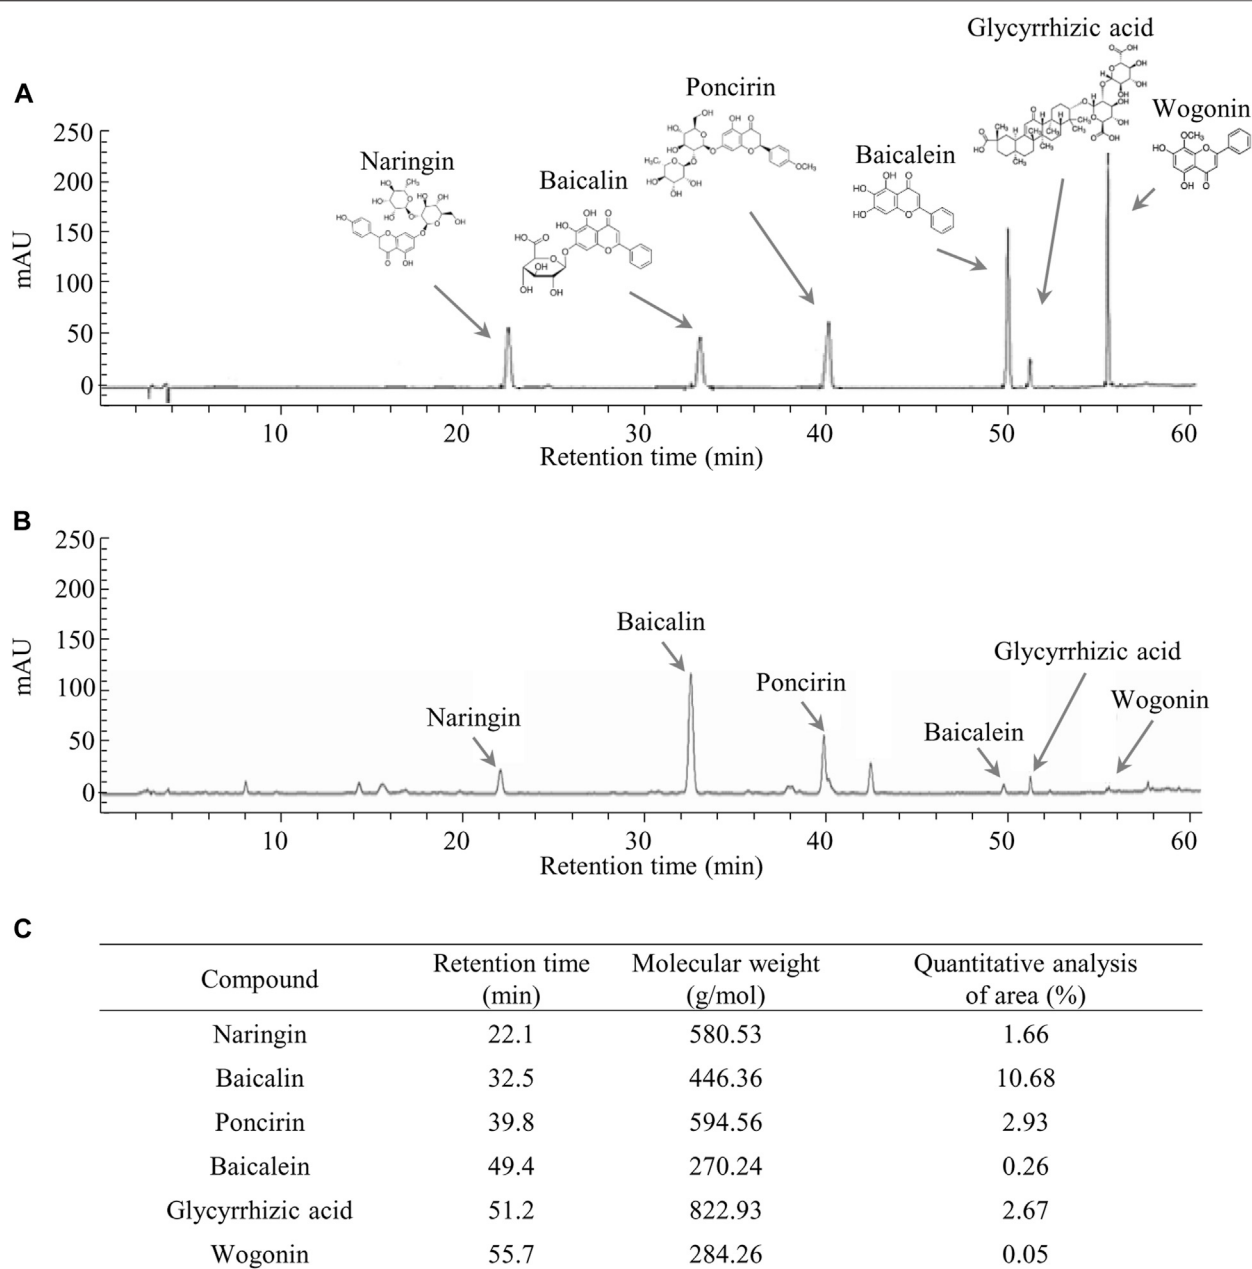 Glycyrrhizic acid
A
Poncirin
Wogonin
Naringin
Baicalin
Baicalein
250
200
150
100
50
0
mAU
10 20 30 40 50 60
Retention time (min)
B
250
200
150
100
50
0
mAU
Baicalin
Glycyrrhizic acid
Poncirin
Wogonin
Naringin
Baicalein
10 20 30 40 50 60
Retention time (min)
C
Compound Retention time (min) Molecular weight (g/mol) Quantitative analysis of area (%)
Naringin 22.1 580.53 1.66
Baicalin 32.5 446.36 10.68
Poncirin 39.8 594.56 2.93
Baicalein 49.4 270.24 0.26
Glycyrrhizic acid 51.2 822.93 2.67
Wogonin 55.7 284.26 0.05